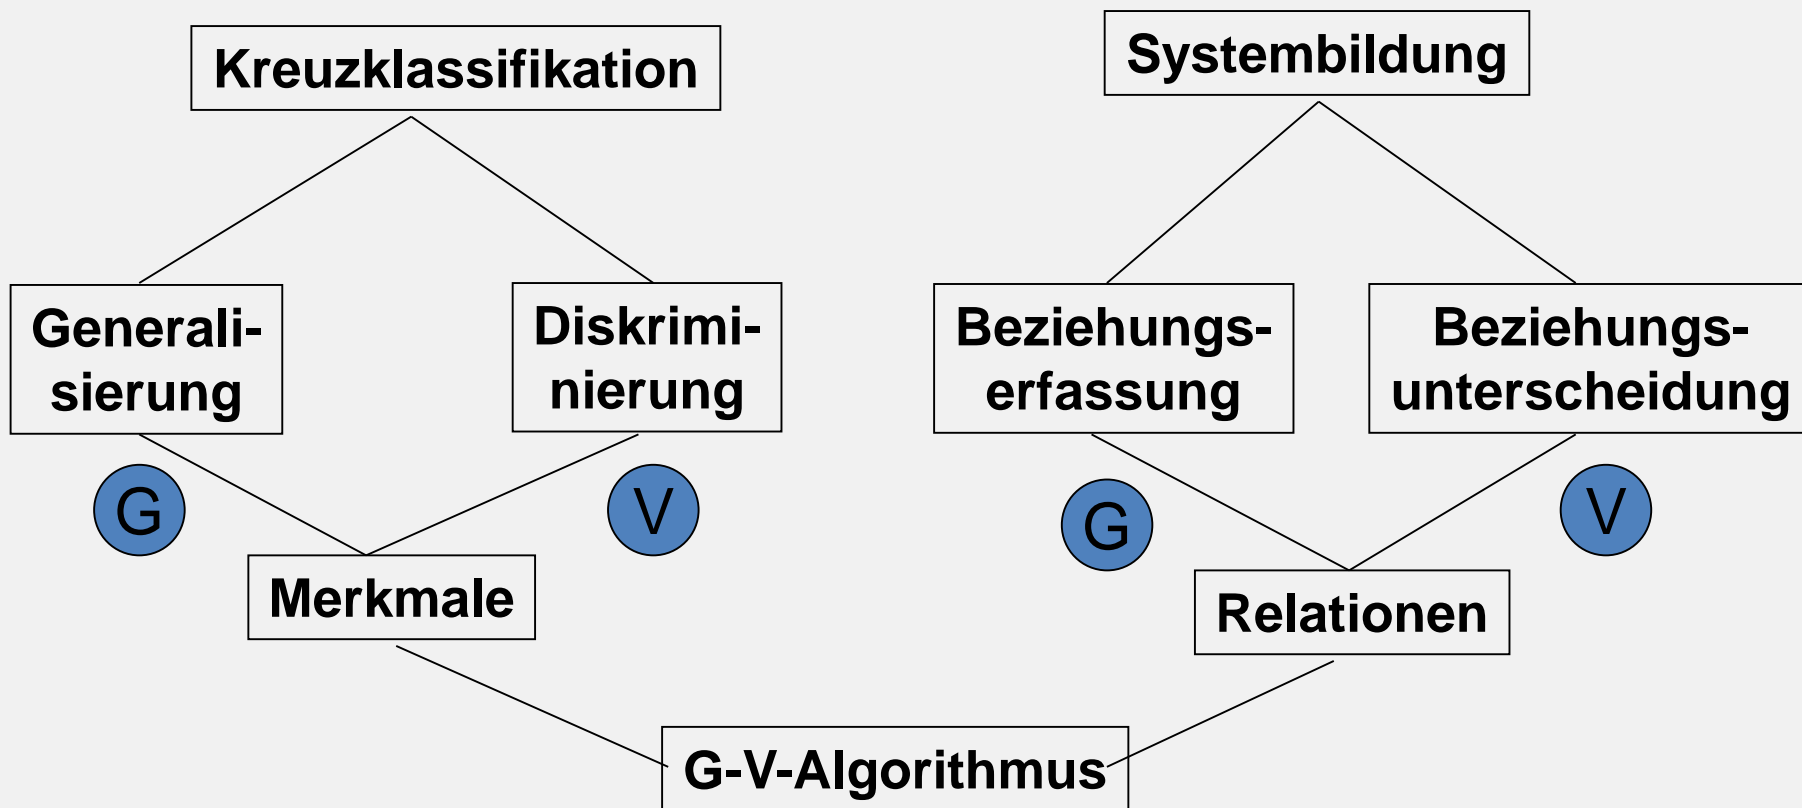 Kreuzklassifikation
Systembildung
Generali-
sierung
Diskrimi-
nierung
Beziehungs-
erfassung
Beziehungs-
unterscheidung
G
V
G
V
Merkmale
Relationen
G-V-Algorithmus